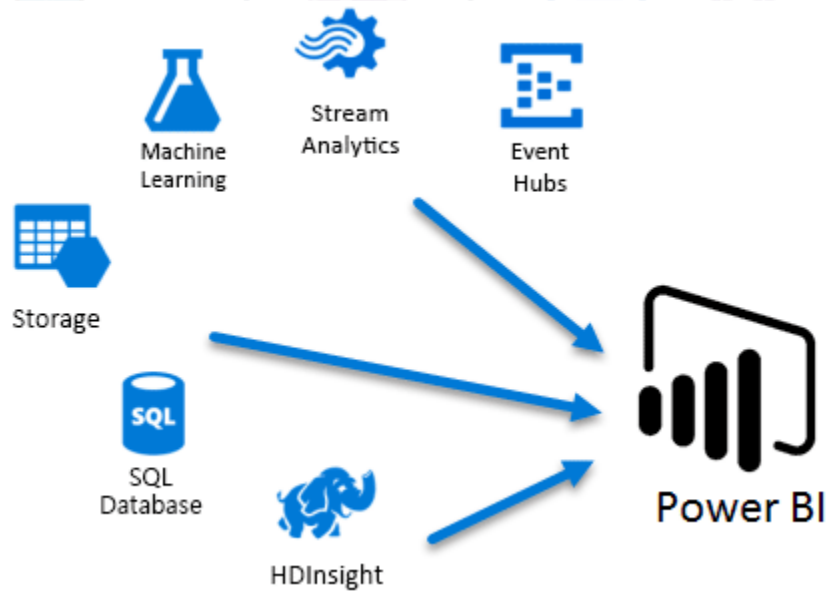 Stream
Analytics
Machine
Learning
Event
Hubs
Storage
SQL
SQL
Database
Power BI
HDInsight